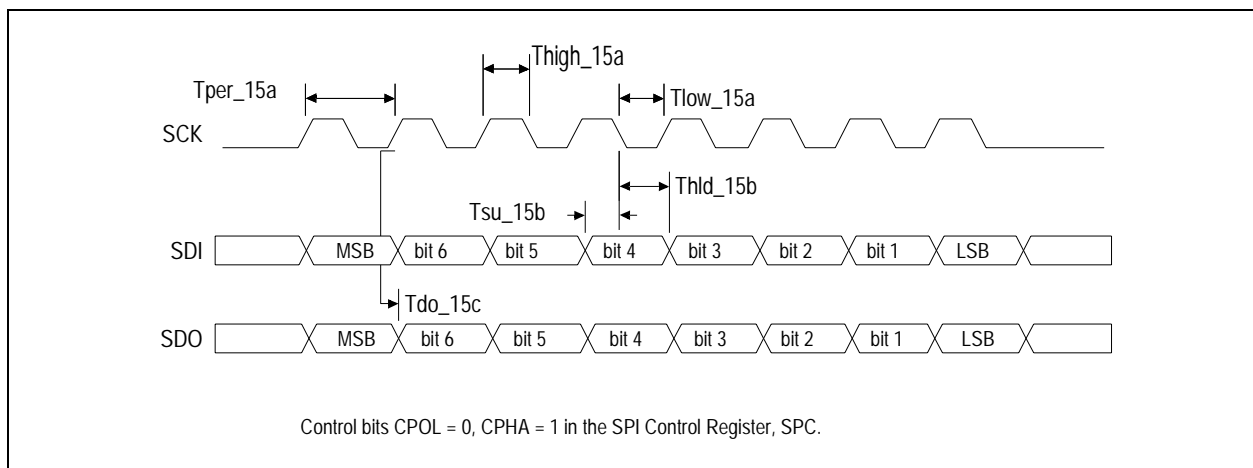 Thigh_15a
Tper_15a
Tlow_15a
SCK
Thld_15b
Tsu_15b
SDI MSB bit 6 bit 5 bit 4 bit 3 bit 2 bit 1 LSB
Tdo_15c
SDO MSB bit 6 bit 5 bit 4 bit 3 bit 2 bit 1 LSB
Control bits CPOL = 0, CPHA = 1 in the SPI Control Register, SPC.